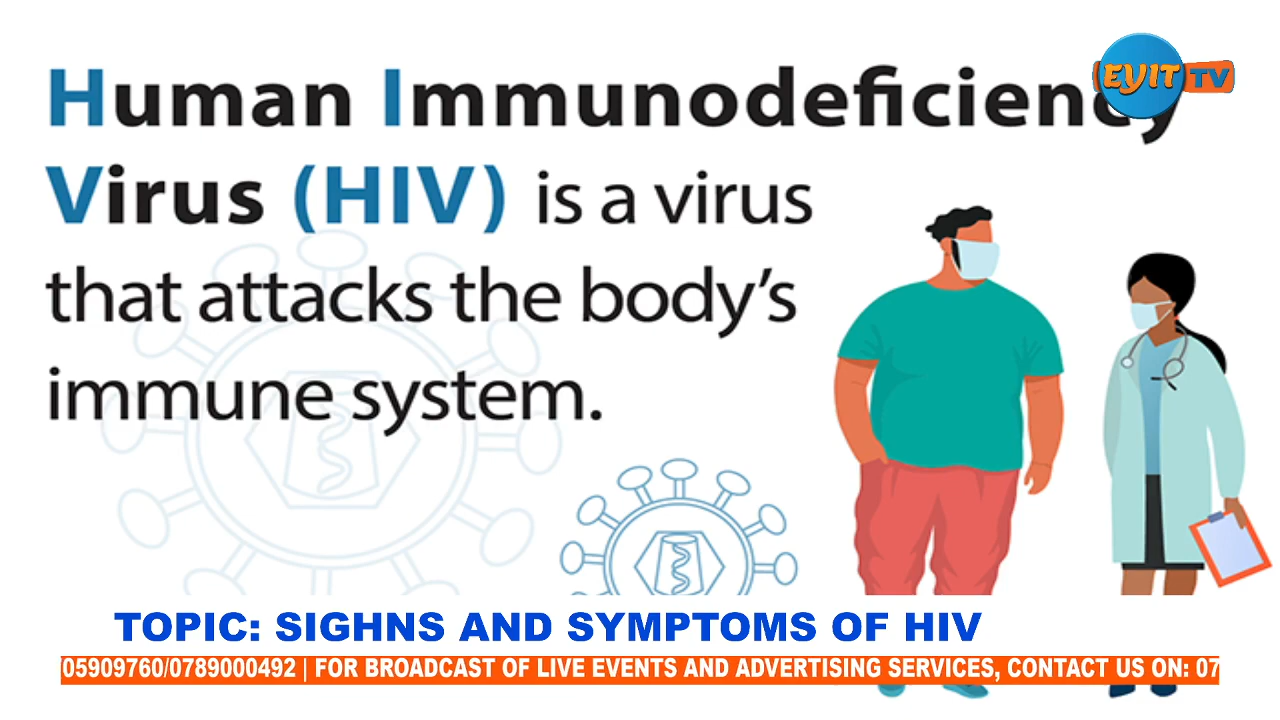 Human Immunodeficiency
EYIT TV
Virus (HIV) is a virus
that attacks the body’s
immune system.
TOPIC: SIGHNS AND SYMPTOMS OF HIV
05909760/0789000492 | FOR BROADCAST OF LIVE EVENTS AND ADVERTISING SERVICES, CONTACT US ON: 07